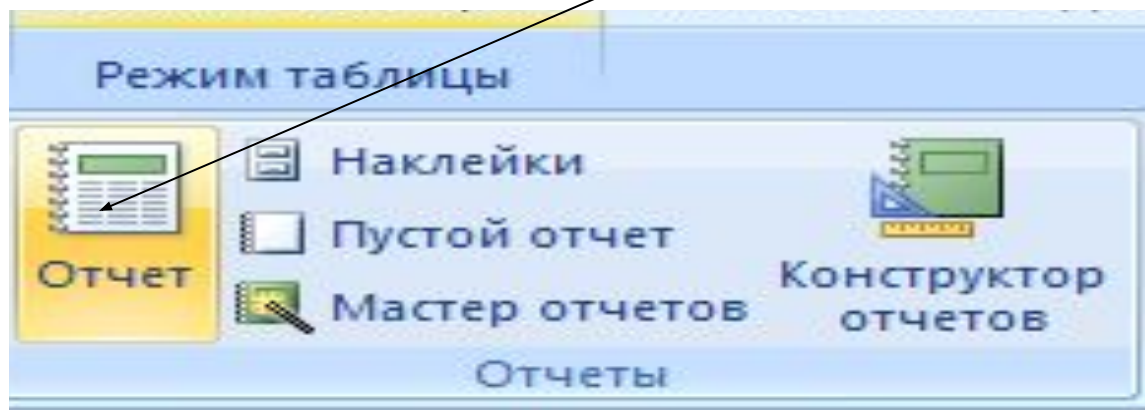 Режим таблицы
Отчет
Наклейки
Пустой отчет
Мастер отчетов
Конструктор
отчетов
Отчеты